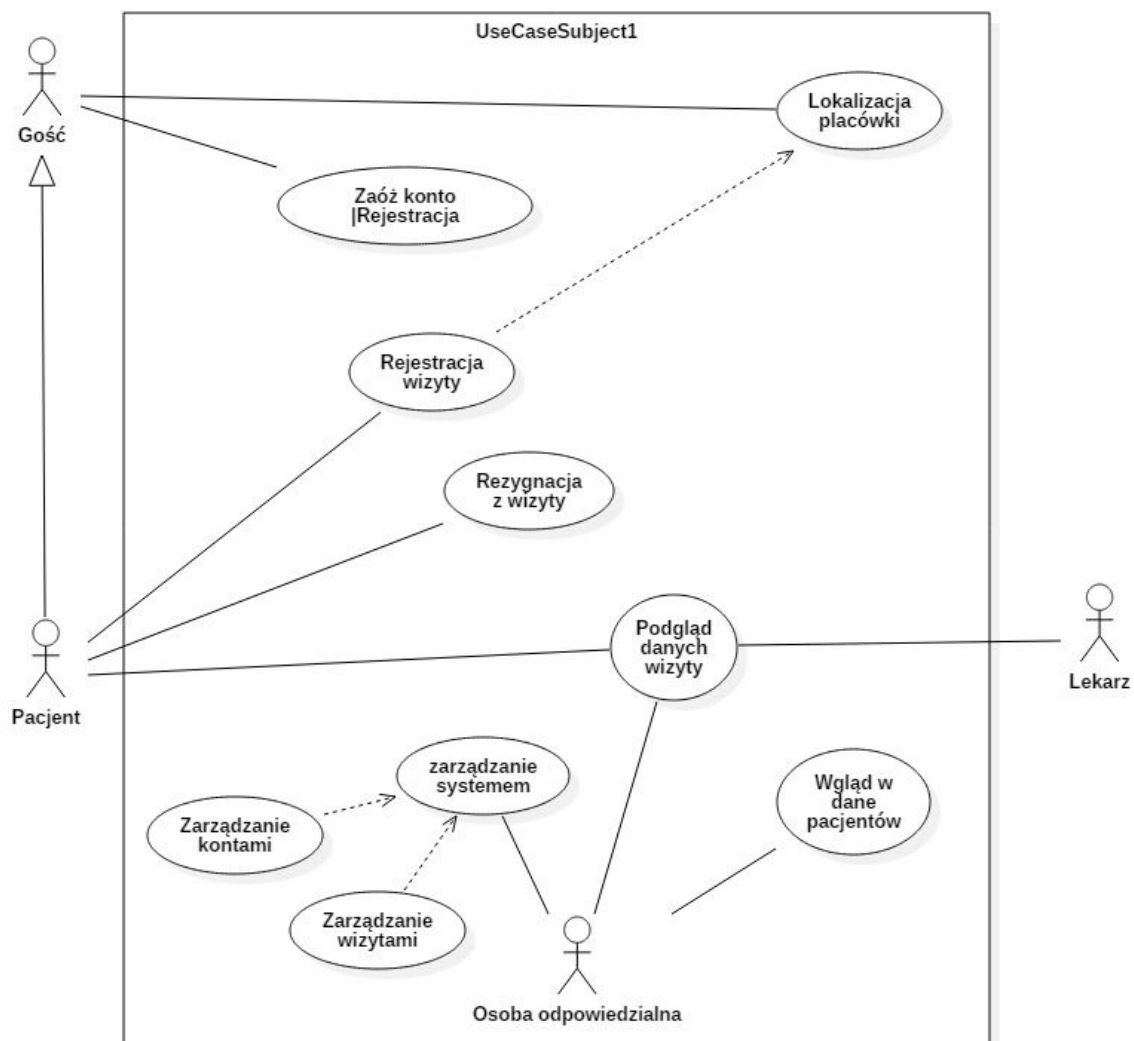 UseCaseSubject1
Gość
Lokalizacja
placówki
Zaóż konto
|Rejestracja
Rejestracja
wizyty
Rezygnacja
z wizyty
Podgląd
danych
wizyty
Lekarz
Pacjent
zarządzanie
systemem
Wgląd w
dane
pacjentów
Zarządzanie
kontami
Zarządzanie
wizytami
Osoba odpowiedzialna